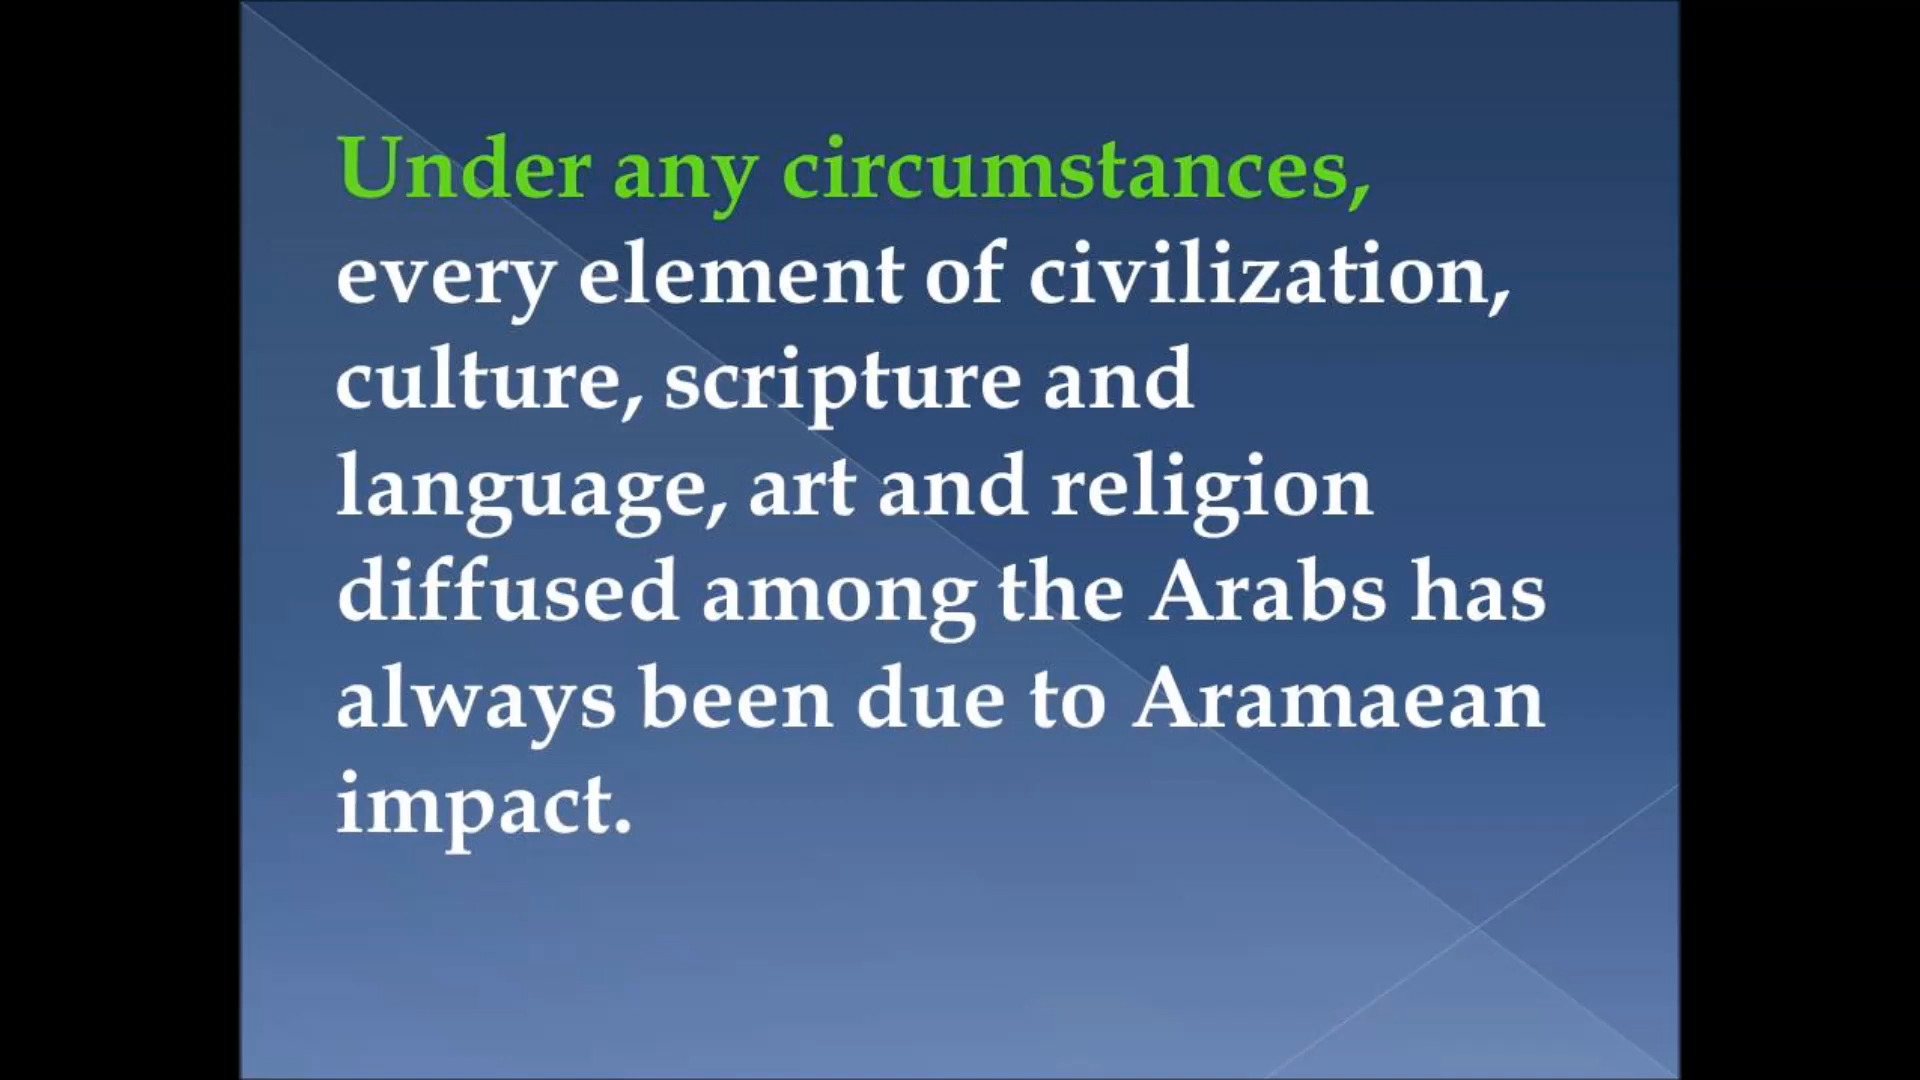 Under any circumstances,
every element of civilization,
culture, scripture and
language, art and religion
diffused among the Arabs has
always been due to Aramaean
impact.